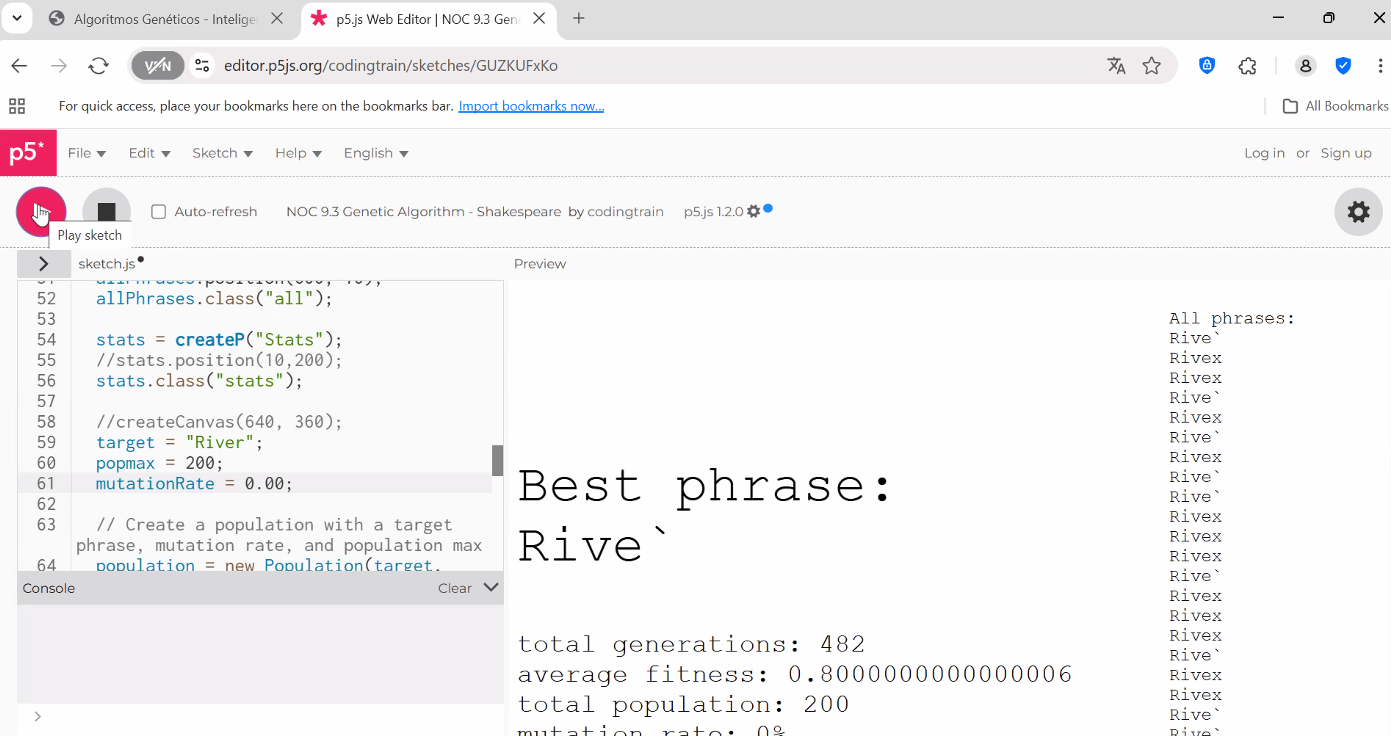 Algoritmos Genéticos - Intelige
p5.js Web Editor | NOC 9.3 Gen
VPN
editor.p5js.org/codingtrain/sketches/GUZKUFxKo
For quick access, place your bookmarks here on the bookmarks bar. Import bookmarks now...
All Bookmarks
p5*
File
Edit
Sketch
Help
English
Log in or Sign up
Auto-refresh
NOC 9.3 Genetic Algorithm - Shakespeare by codingtrain
p5.js 1.2.0
Play sketch
sketch.js
Preview
51 allPhrases.position(600, 10);
52 allPhrases.class("all");
53
54 stats = createP("Stats");
55 //stats.position(10,200);
56 stats.class("stats");
57
58 //createCanvas(640, 360);
59 target = "River";
60 popmax = 200;
61 mutationRate = 0.00;
62
63 // Create a population with a target
phrase, mutation rate, and population max
64 population = new Population(target,
Console
Clear
Best phrase:
Rive`
total generations: 482
average fitness: 0.8000000000000006
total population: 200
mutation rate: 0%
All phrases:
Rive`
Rivex
Rivex
Rive`
Rivex
Rive`
Rivex
Rive`
Rive`
Rivex
Rivex
Rivex
Rive`
Rivex
Rivex
Rivex
Rive`
Rivex
Rivex
Rive`
Rive`